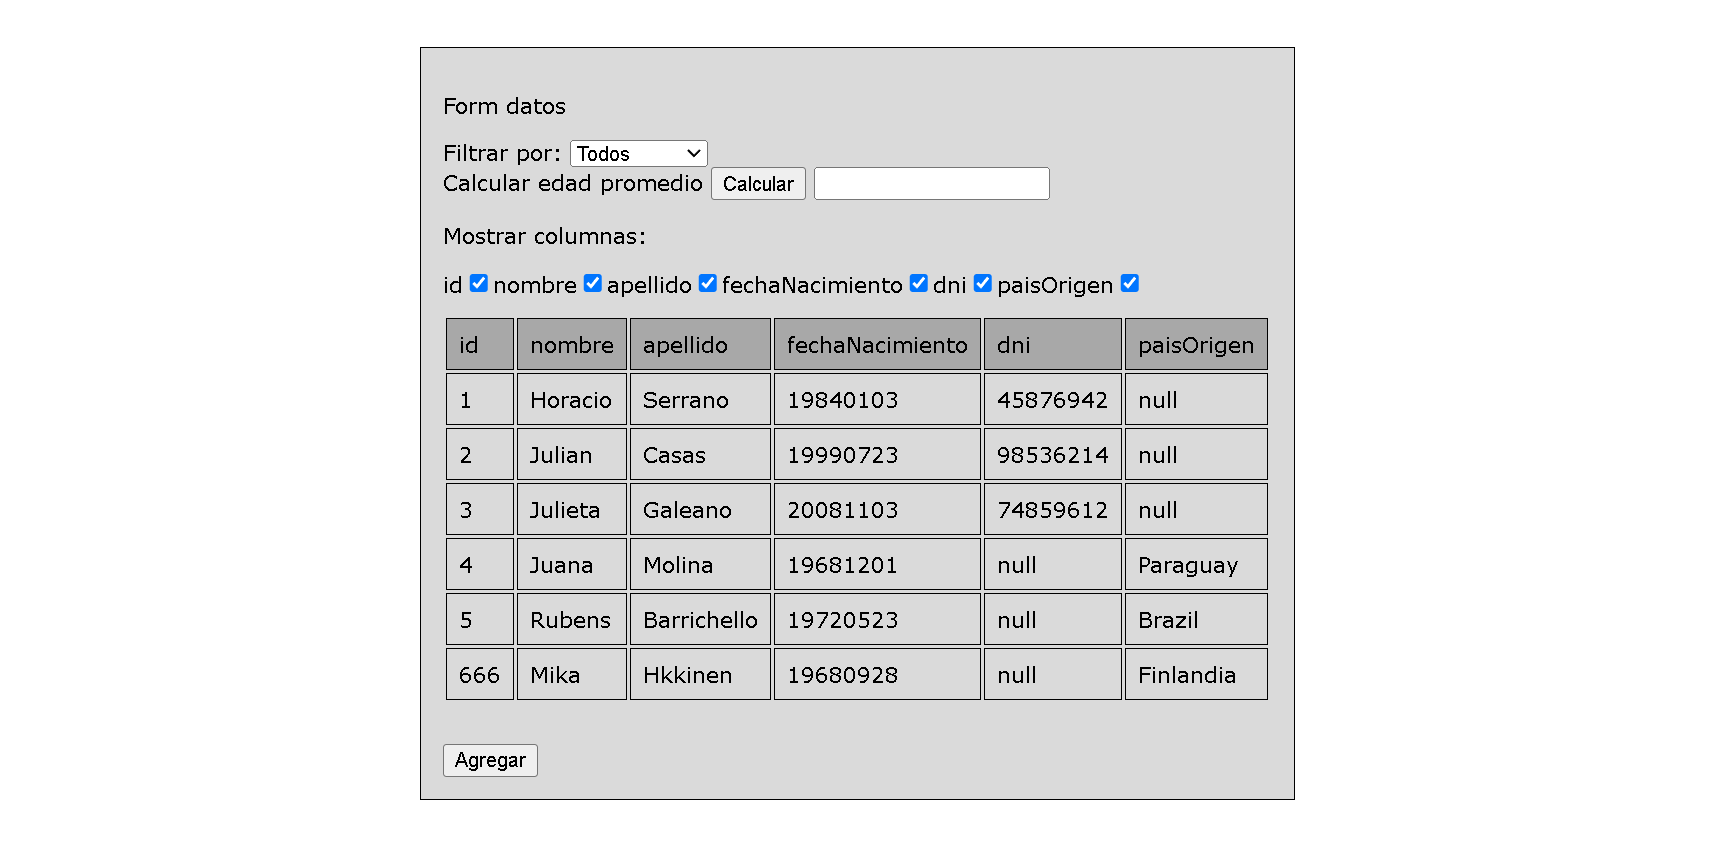 Form datos
Filtrar por: Todos
Calcular edad promedio Calcular
Mostrar columnas:
id nombre apellido fechaNacimiento dni paisOrigen
id nombre apellido fechaNacimiento dni paisOrigen
1 Horacio Serrano 19840103 45876942 null
2 Julian Casas 19990723 98536214 null
3 Julieta Galeano 20081103 74859612 null
4 Juana Molina 19681201 null Paraguay
5 Rubens Barrichello 19720523 null Brazil
666 Mika Hkkinen 19680928 null Finlandia
Agregar